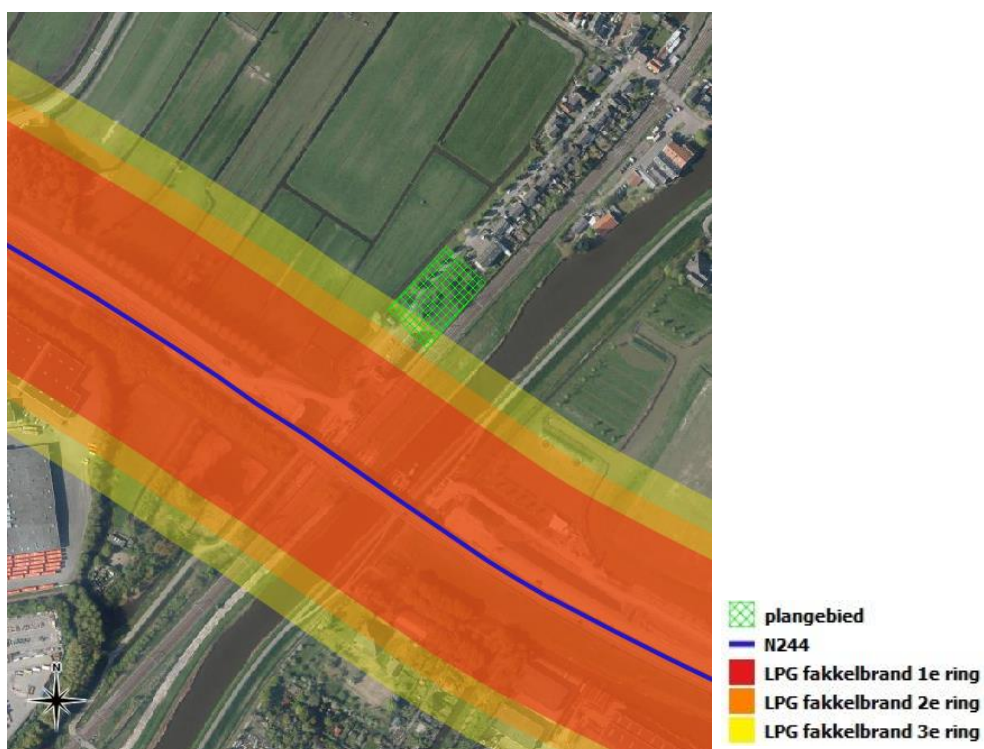 N
plangebied
N244
LPG fakkelbrand 1e ring
LPG fakkelbrand 2e ring
LPG fakkelbrand 3e ring